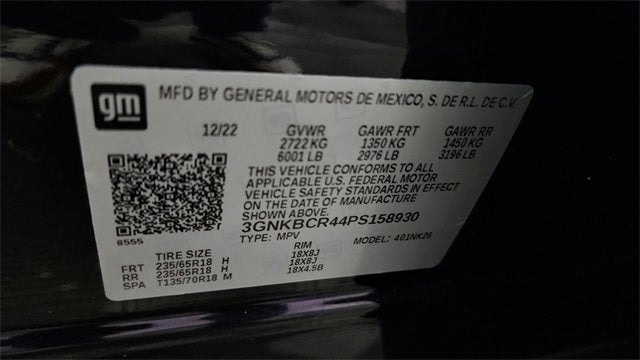 gm
MFD BY GENERAL MOTORS DE MEXICO, S. DE R.L. DE C.V.
12/22 GVWR GAWR FRT GAWR RR
2722 KG 1350 KG 1450 KG
6001 LB 2976 LB 3196 LB
THIS VEHICLE CONFORMS TO ALL
APPLICABLE U.S. FEDERAL MOTOR
VEHICLE SAFETY STANDARDS IN EFFECT
ON THE DATE OF MANUFACTURE
SHOWN ABOVE.
3GNKBCR44PS158930
8555
TYPE: MPV MODEL: 401NK26
TIRE SIZE RIM
FRT 235/65R18 H 18X8J
RR 235/65R18 H 18X8J
SPA T135/70R18 M 18X4.5B